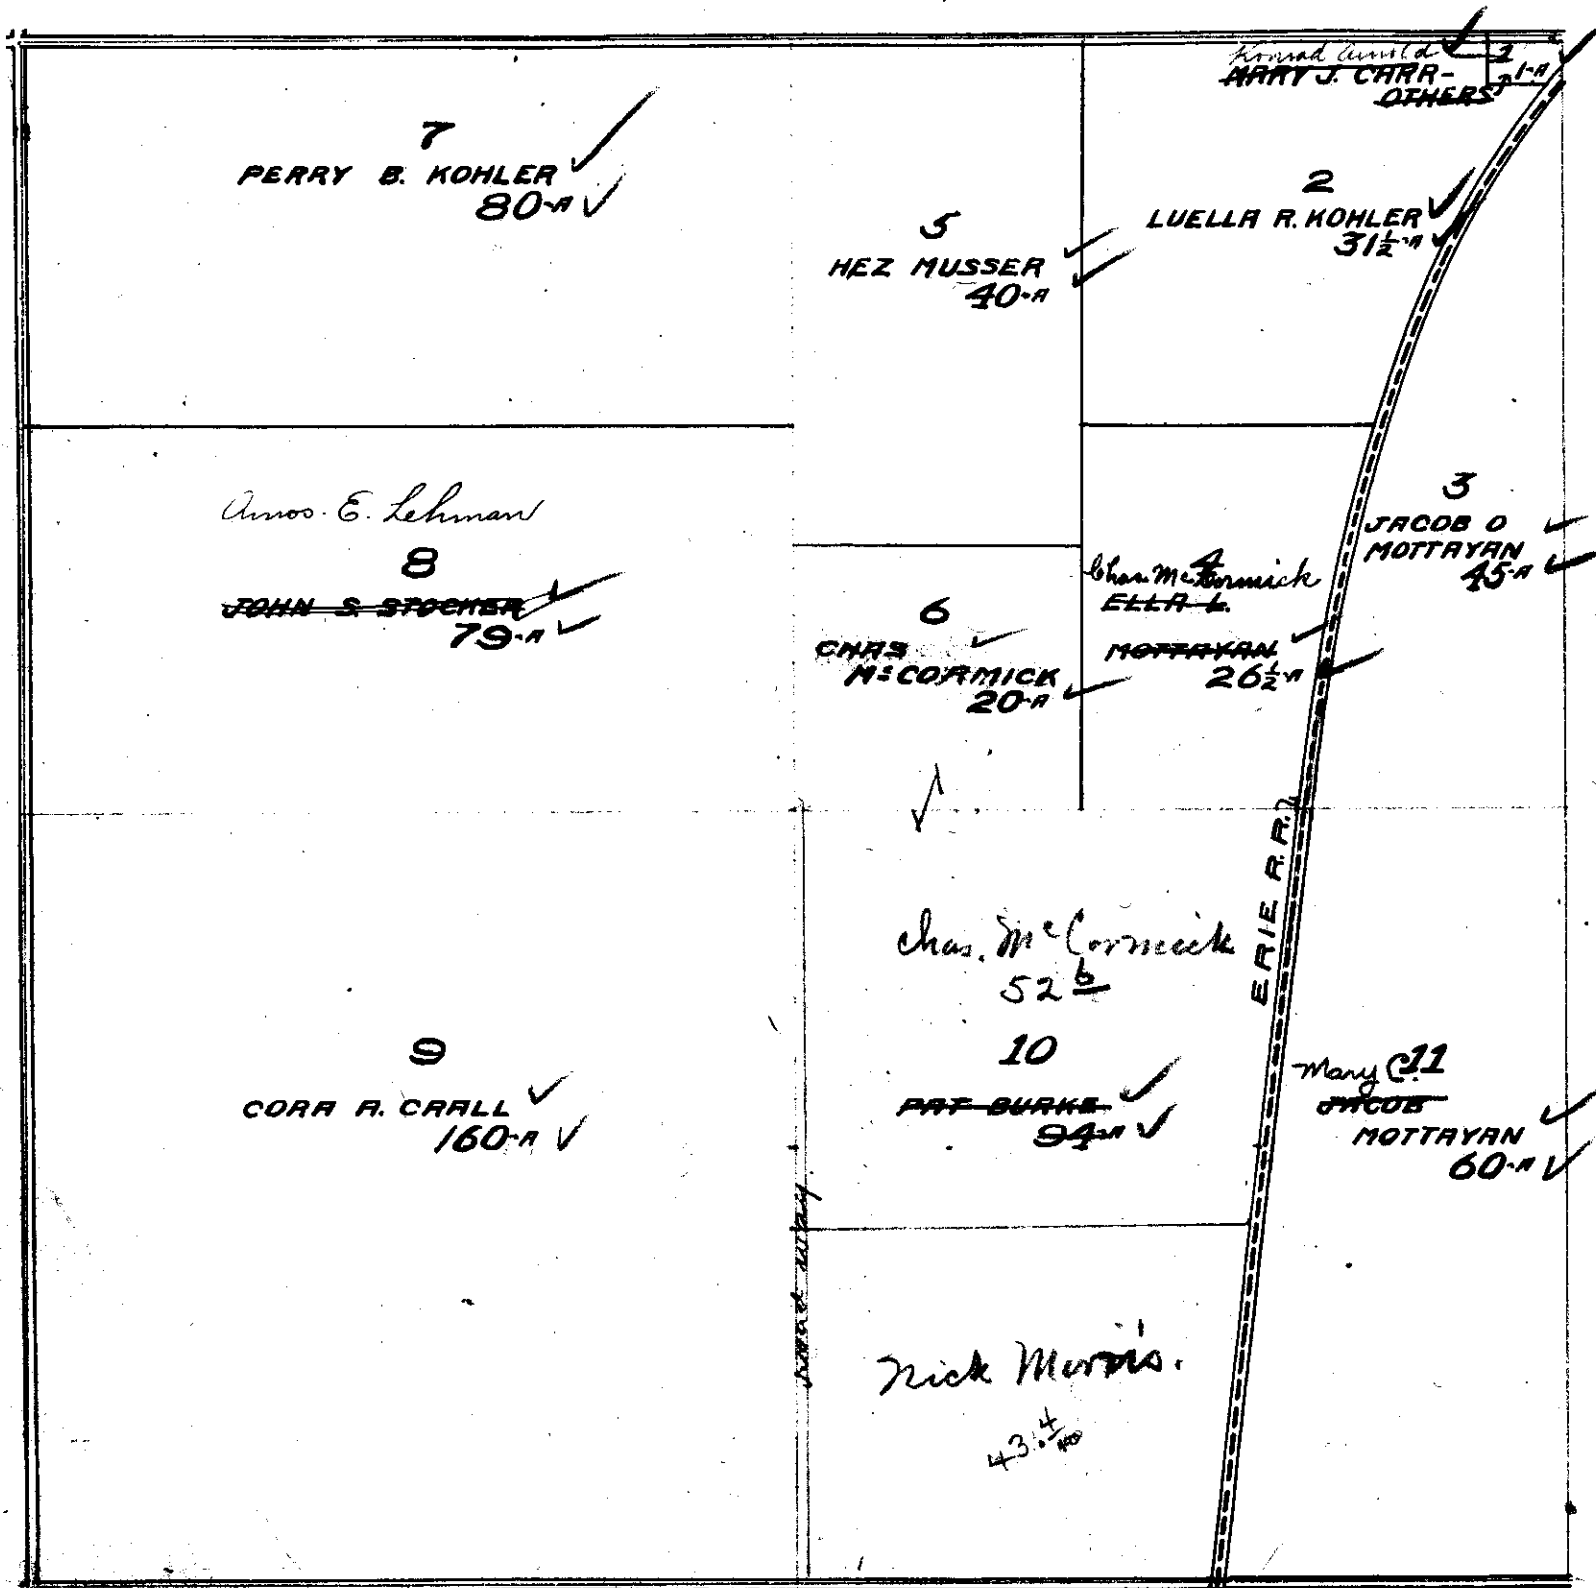 Konrad Arnold
MARY J. CARR-
OTHERS
1
1-A
7
PERRY B. KOHLER
80-A
5
HEZ MUSSER
40-A
2
LUELLA R. KOHLER
31½-A
Amos. E. Lehman
8
JOHN S. STOCHER
79-A
6
CHAS
McCORMICK
20-A
4
Chas. McCormick
ELLA L.
MOTTAYAN
26½-A
3
JACOB O
MOTTAYAN
45-A
ERIE R.R.
Chas. McCormick
52
9
CORA A. CRALL
160-A
10
PAT BURKE
94-A
11
Mary C.
JACOB
MOTTAYAN
60-A
Nick Morris.
43.4/100